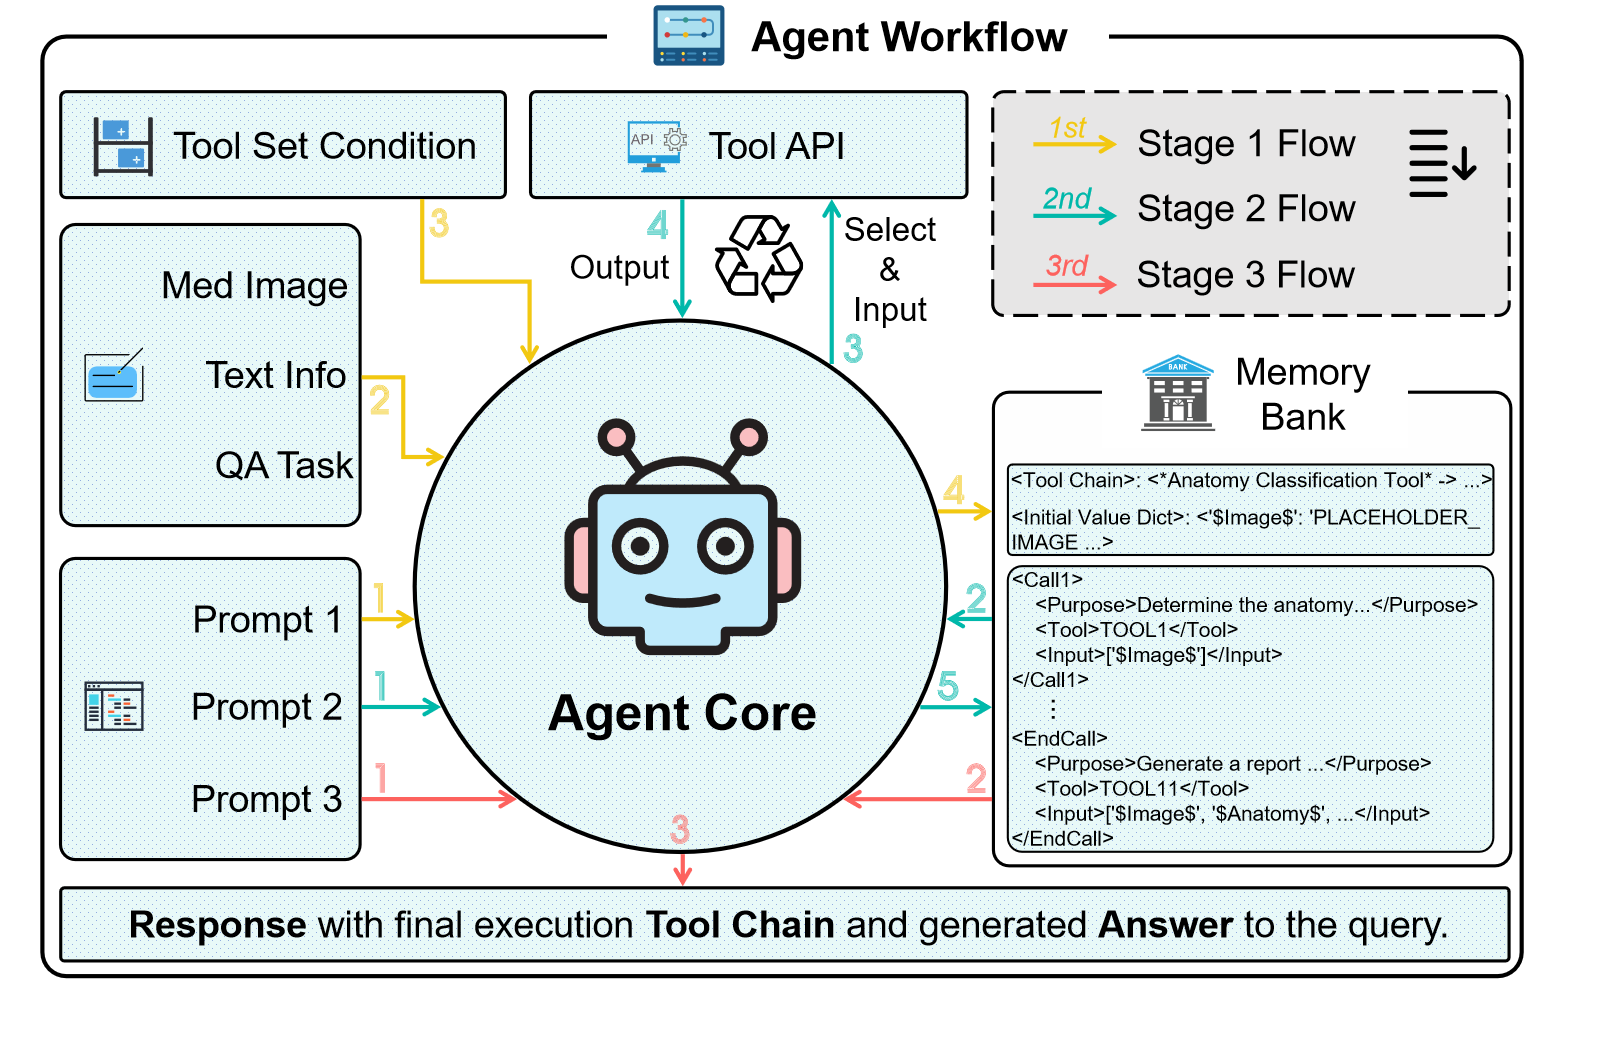 Agent Workflow
Tool Set Condition
API
Tool API
1st
Stage 1 Flow
2nd
Stage 2 Flow
3rd
Stage 3 Flow
3
4
Output
Select
&
Input
3
Med Image
Text Info
QA Task
2
Prompt 1
Prompt 2
Prompt 3
1
1
1
Agent Core
4
2
5
2
3
BANK
Memory
Bank
<Tool Chain>: <*Anatomy Classification Tool* -> ...>
<Initial Value Dict>: <'$Image$': 'PLACEHOLDER_
IMAGE ...>
<Call1>
<Purpose>Determine the anatomy...</Purpose>
<Tool>TOOL1</Tool>
<Input>['$Image$']</Input>
</Call1>
⋮
<EndCall>
<Purpose>Generate a report ...</Purpose>
<Tool>TOOL11</Tool>
<Input>['$Image$', '$Anatomy$', ...</Input>
</EndCall>
Response with final execution Tool Chain and generated Answer to the query.